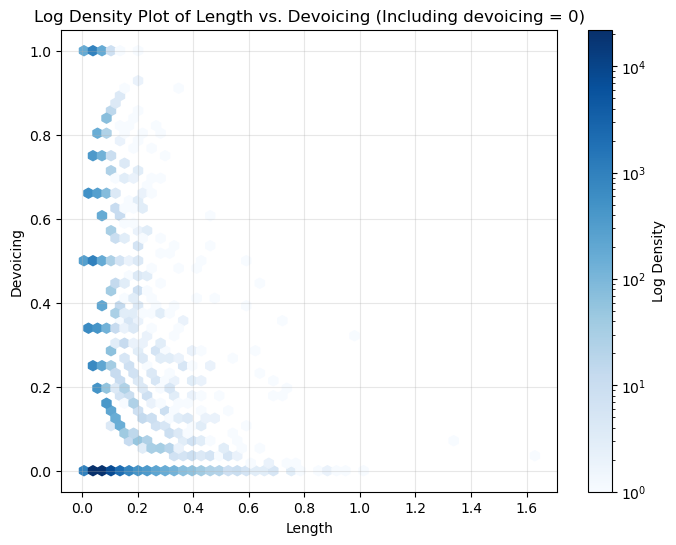 Log Density Plot of Length vs. Devoicing (Including devoicing = 0)
1.0
0.8
0.6
0.4
0.2
0.0
Devoicing
0.0 0.2 0.4 0.6 0.8 1.0 1.2 1.4 1.6
Length
10^4
10^3
10^2
10^1
10^0
Log Density